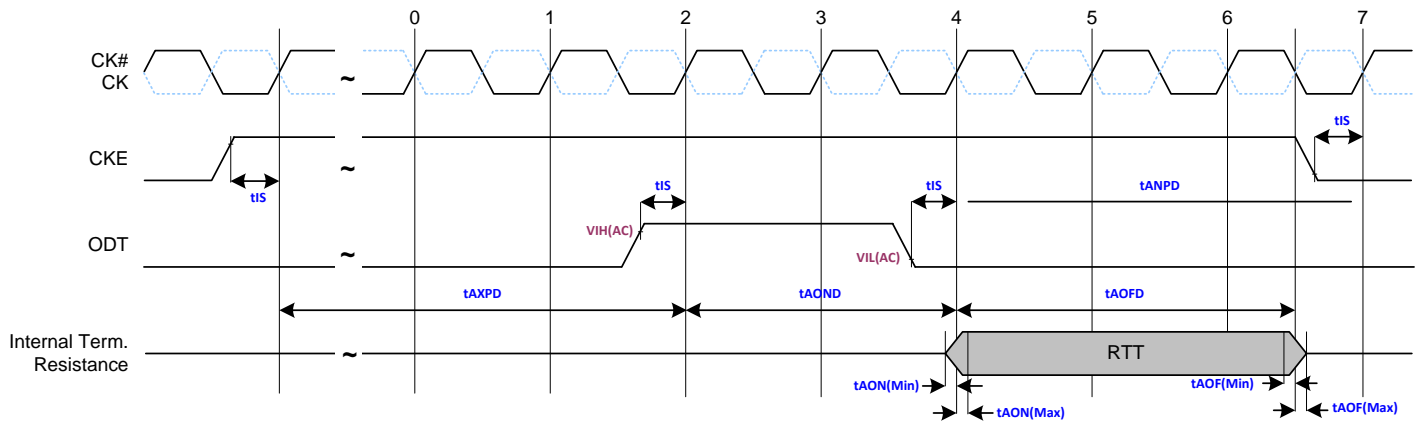 0 1 2 3 4 5 6 7
CK#
CK
~
tIS
CKE
~
tIS
tIS
tIS
tANPD
VIH(AC)
ODT
VIL(AC)
~
tAXPD
tAOND
tAOFD
Internal Term.
Resistance
~
RTT
tAON(Min)
tAOF(Min)
tAON(Max)
tAOF(Max)